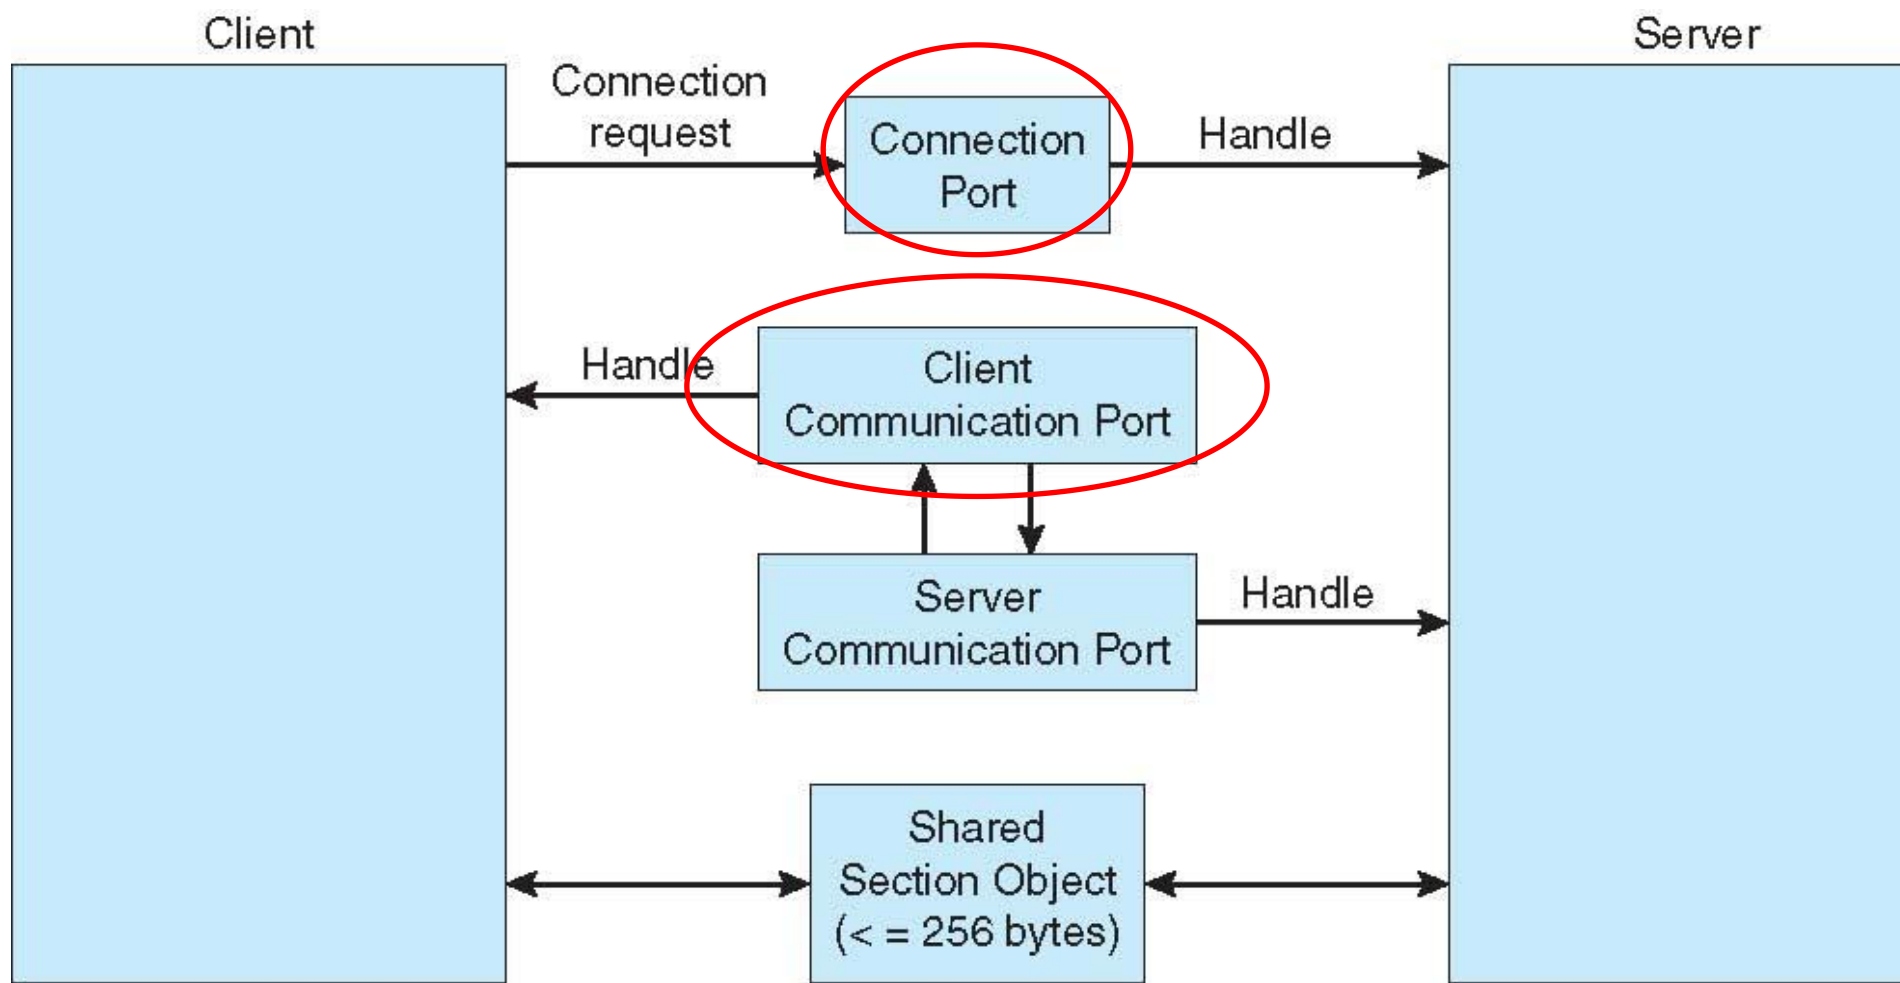 Client
Server
Connection
request
Connection
Port
Handle
Handle
Client
Communication Port
Server
Communication Port
Handle
Shared
Section Object
(< = 256 bytes)